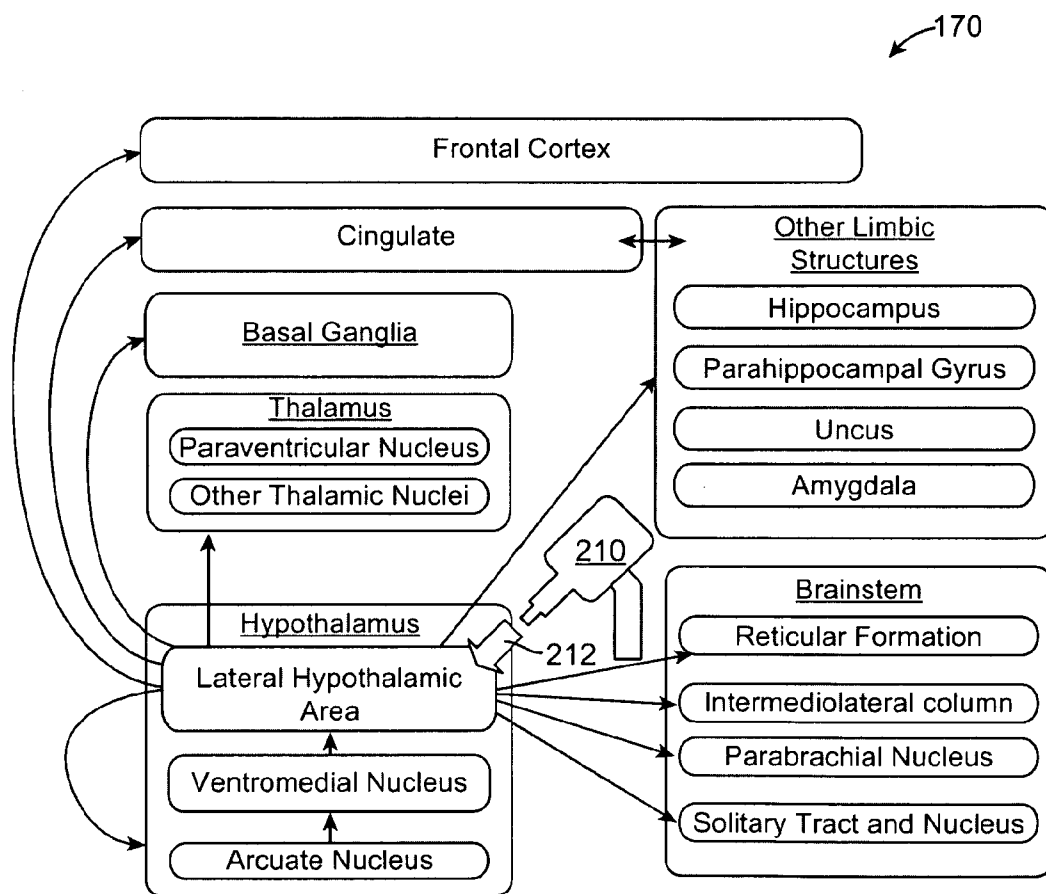 170
Frontal Cortex
Cingulate
Other Limbic
Structures
Hippocampus
Parahippocampal Gyrus
Uncus
Amygdala
Basal Ganglia
Thalamus
Paraventricular Nucleus
Other Thalamic Nuclei
210
212
Hypothalamus
Lateral Hypothalamic
Area
Ventromedial Nucleus
Arcuate Nucleus
Brainstem
Reticular Formation
Intermediolateral column
Parabrachial Nucleus
Solitary Tract and Nucleus